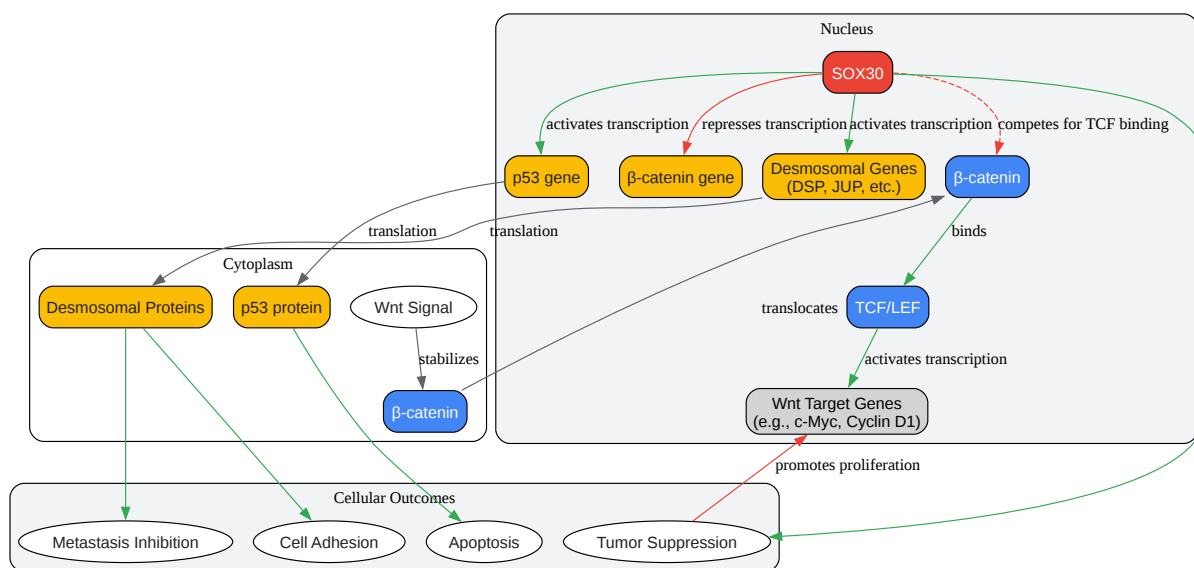 Nucleus
SOX30
activates transcription
represses transcription
activates transcription
competes for TCF binding
p53 gene
β-catenin gene
Desmosomal Genes
(DSP, JUP, etc.)
β-catenin
translation
translation
binds
Cytoplasm
Desmosomal Proteins
p53 protein
Wnt Signal
translocates
TCF/LEF
stabilizes
activates transcription
β-catenin
Wnt Target Genes
(e.g., c-Myc, Cyclin D1)
promotes proliferation
Cellular Outcomes
Metastasis Inhibition
Cell Adhesion
Apoptosis
Tumor Suppression